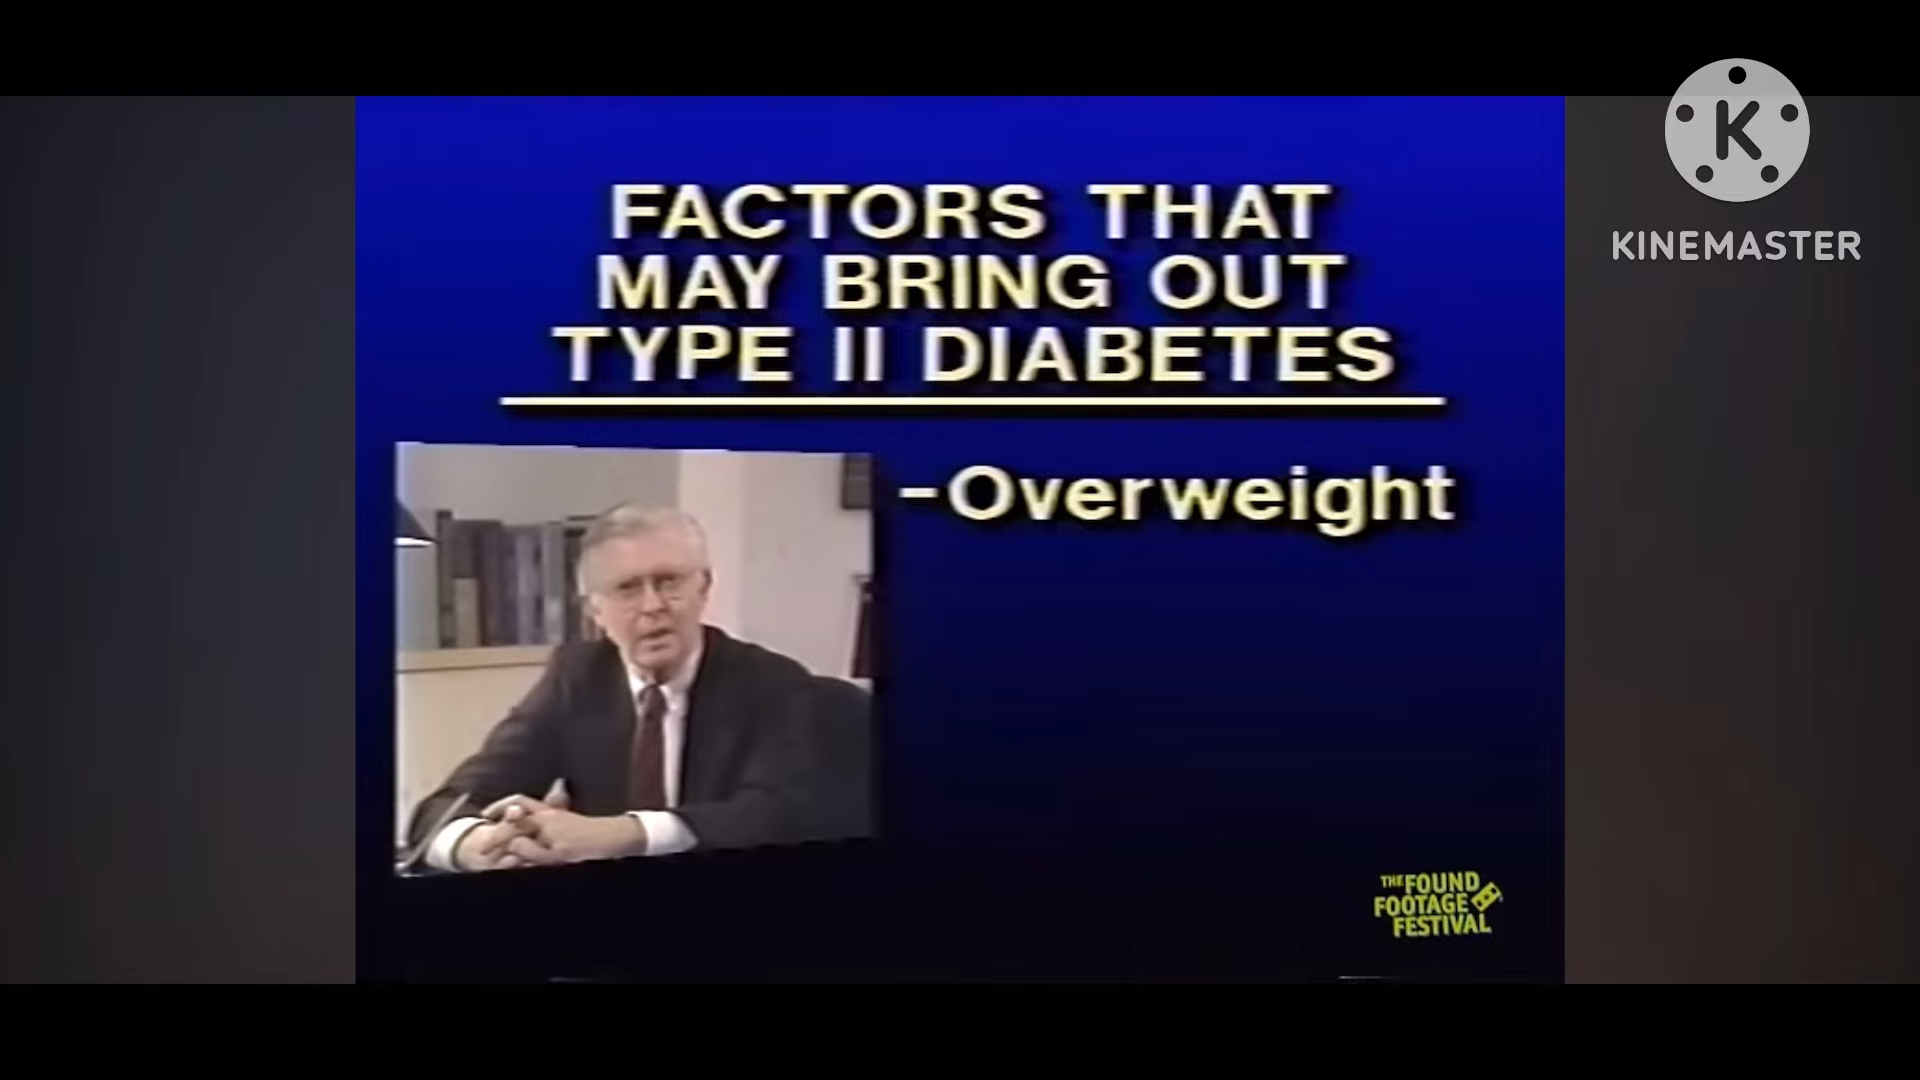 K
KINEMASTER
FACTORS THAT
MAY BRING OUT
TYPE II DIABETES
-Overweight
THE FOUND
FOOTAGE
FESTIVAL